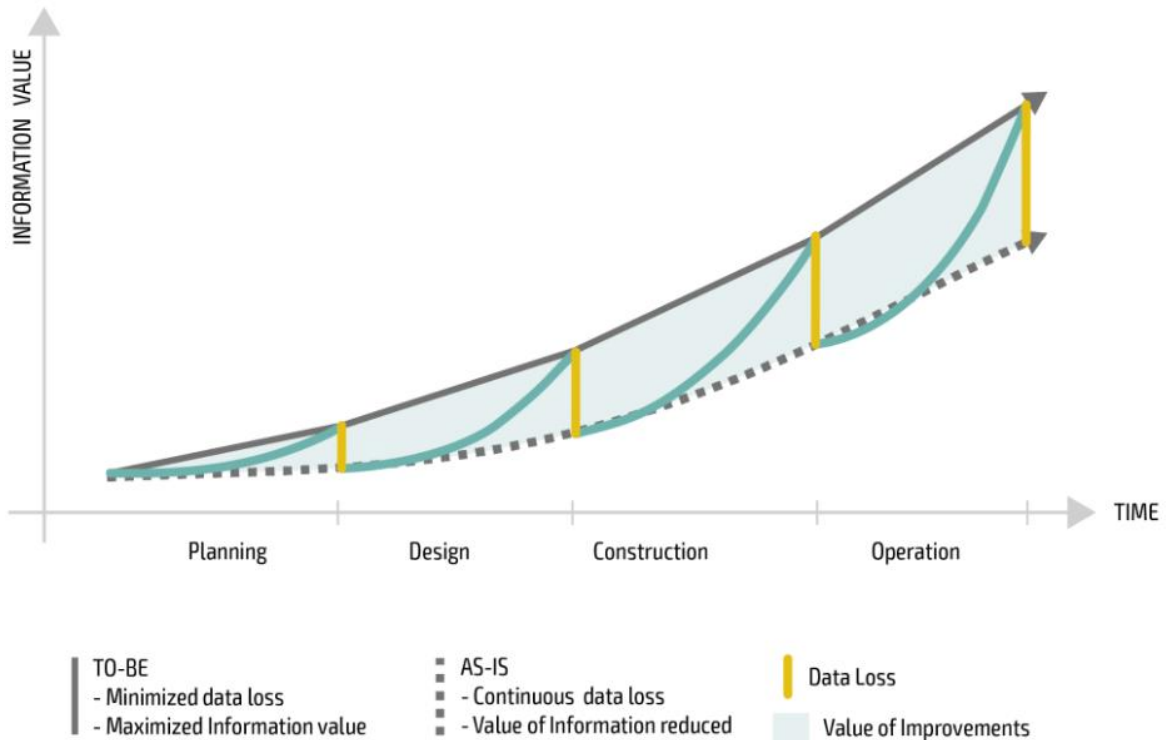 INFORMATION VALUE
TIME
Planning
Design
Construction
Operation
TO-BE
- Minimized data loss
- Maximized Information value
AS-IS
- Continuous data loss
- Value of Information reduced
Data Loss
Value of Improvements